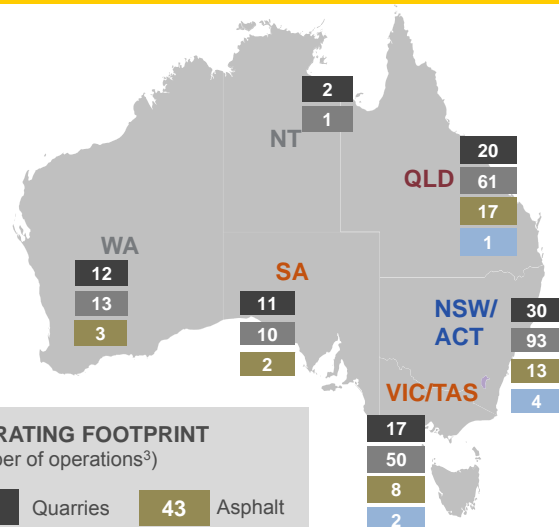 2
1
NT
20
QLD
61
17
1
WA
12
13
3
SA
11
10
2
NSW/
ACT
30
93
13
4
VIC/TAS
17
50
8
2
RATING FOOTPRINT
er of operations³)
Quarries
43 Asphalt